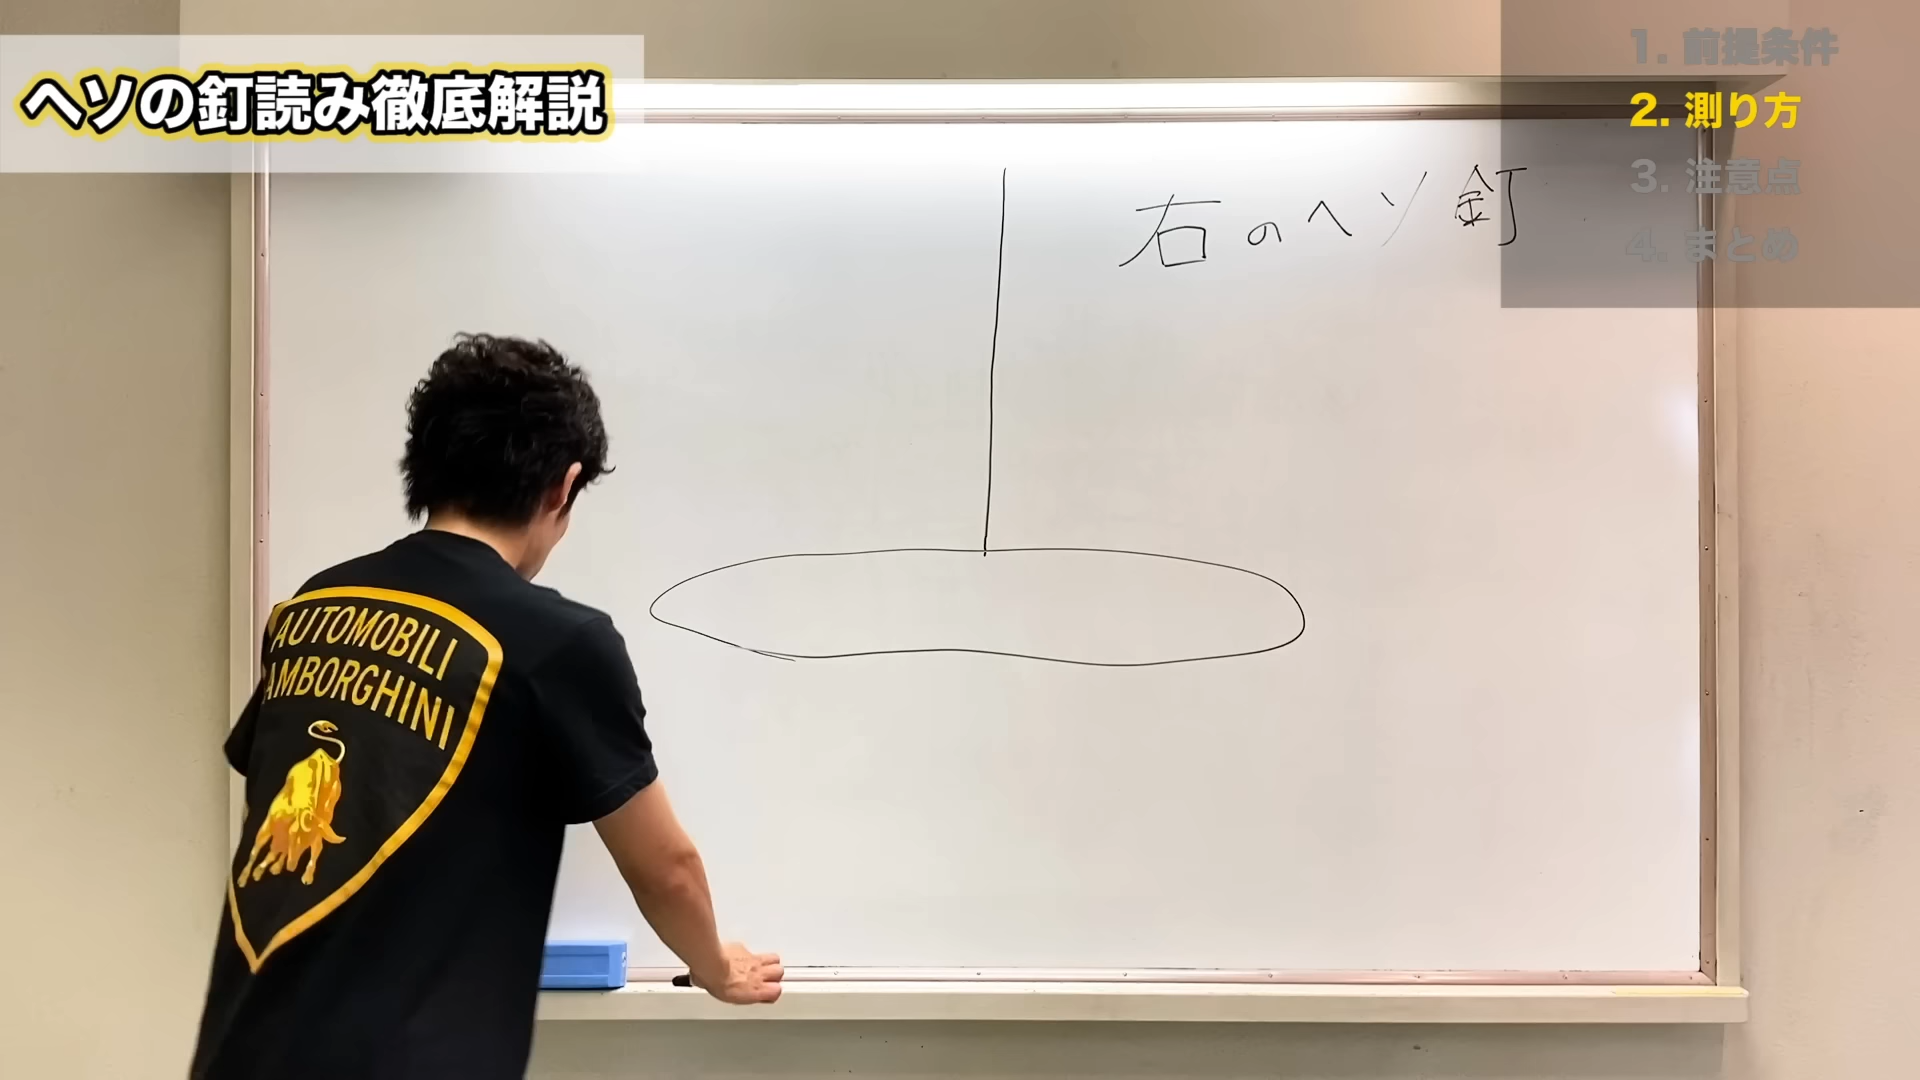 ヘソの釘読み徹底解説
1. 前提条件
2. 測り方
3. 注意点
4. まとめ
右のヘソ釘
AUTOMOBILI
AMBORGHINI